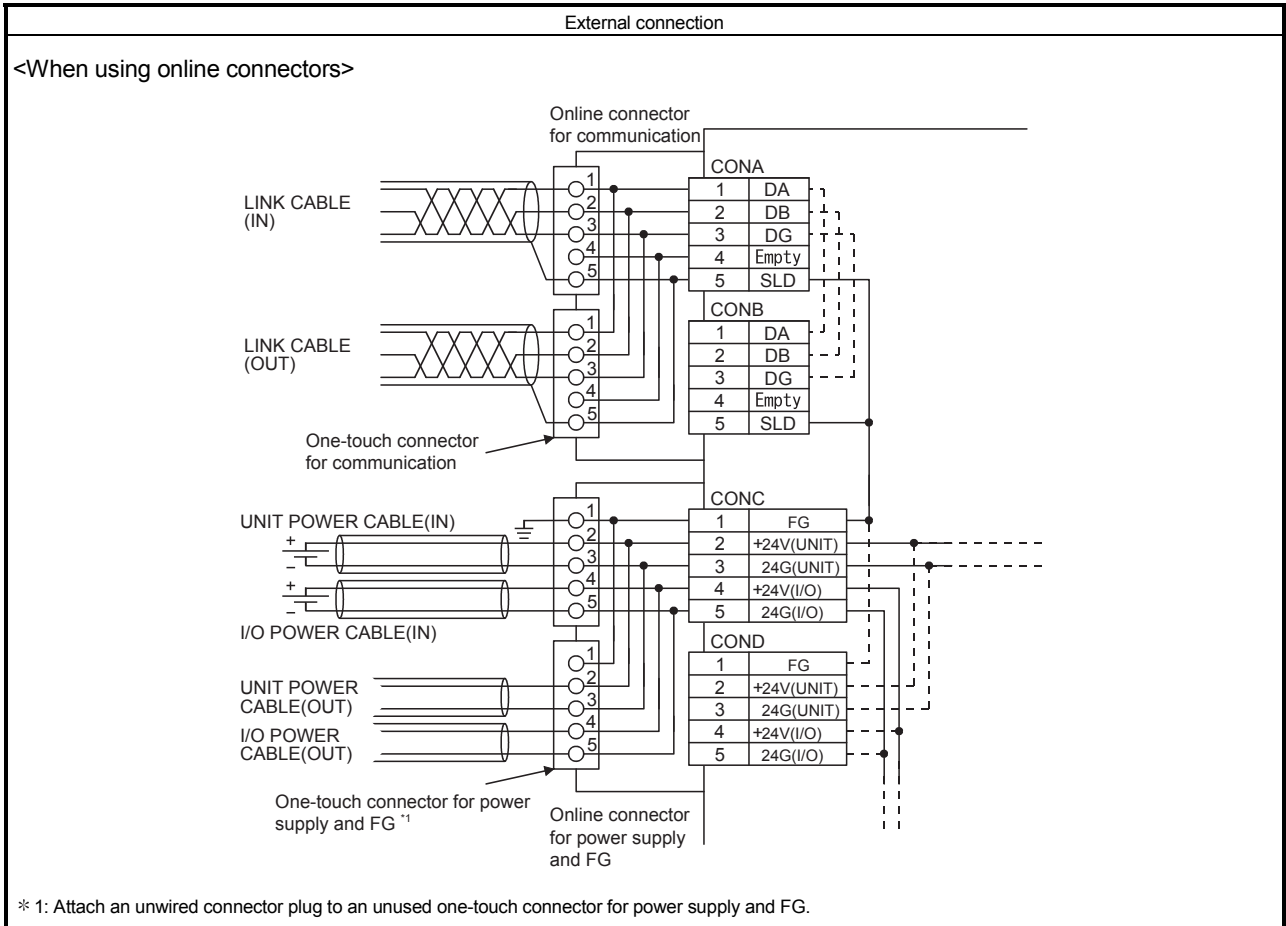 External connection
<When using online connectors>
Online connector
for communication
LINK CABLE
(IN)
1
2
3
4
5
CONA
1 DA
2 DB
3 DG
4 Empty
5 SLD
LINK CABLE
(OUT)
1
2
3
4
5
CONB
1 DA
2 DB
3 DG
4 Empty
5 SLD
One-touch connector
for communication
UNIT POWER CABLE(IN)
+
−
+
−
I/O POWER CABLE(IN)
1
2
3
4
5
CONC
1 FG
2 +24V(UNIT)
3 24G(UNIT)
4 +24V(I/O)
5 24G(I/O)
UNIT POWER
CABLE(OUT)
I/O POWER
CABLE(OUT)
1
2
3
4
5
COND
1 FG
2 +24V(UNIT)
3 24G(UNIT)
4 +24V(I/O)
5 24G(I/O)
One-touch connector for power
supply and FG *1
Online connector
for power supply
and FG
＊1: Attach an unwired connector plug to an unused one-touch connector for power supply and FG.